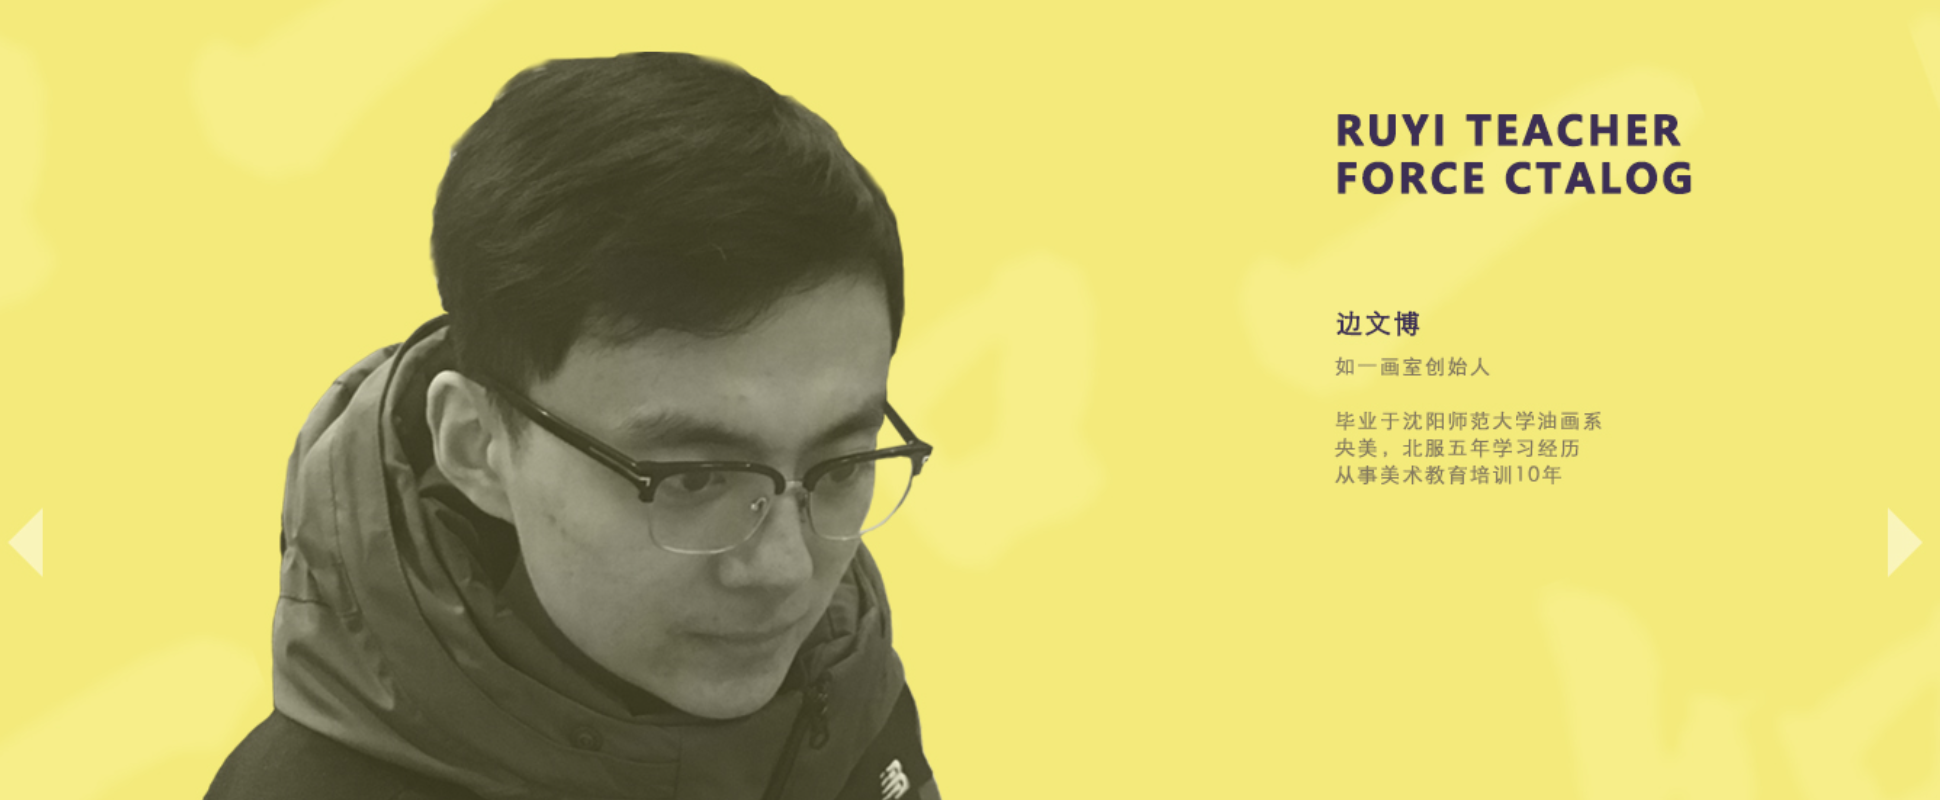 RUYI TEACHER
FORCE CTALOG
边文博
如一画室创始人
毕业于沈阳师范大学油画系
央美，北服五年学习经历
从事美术教育培训10年